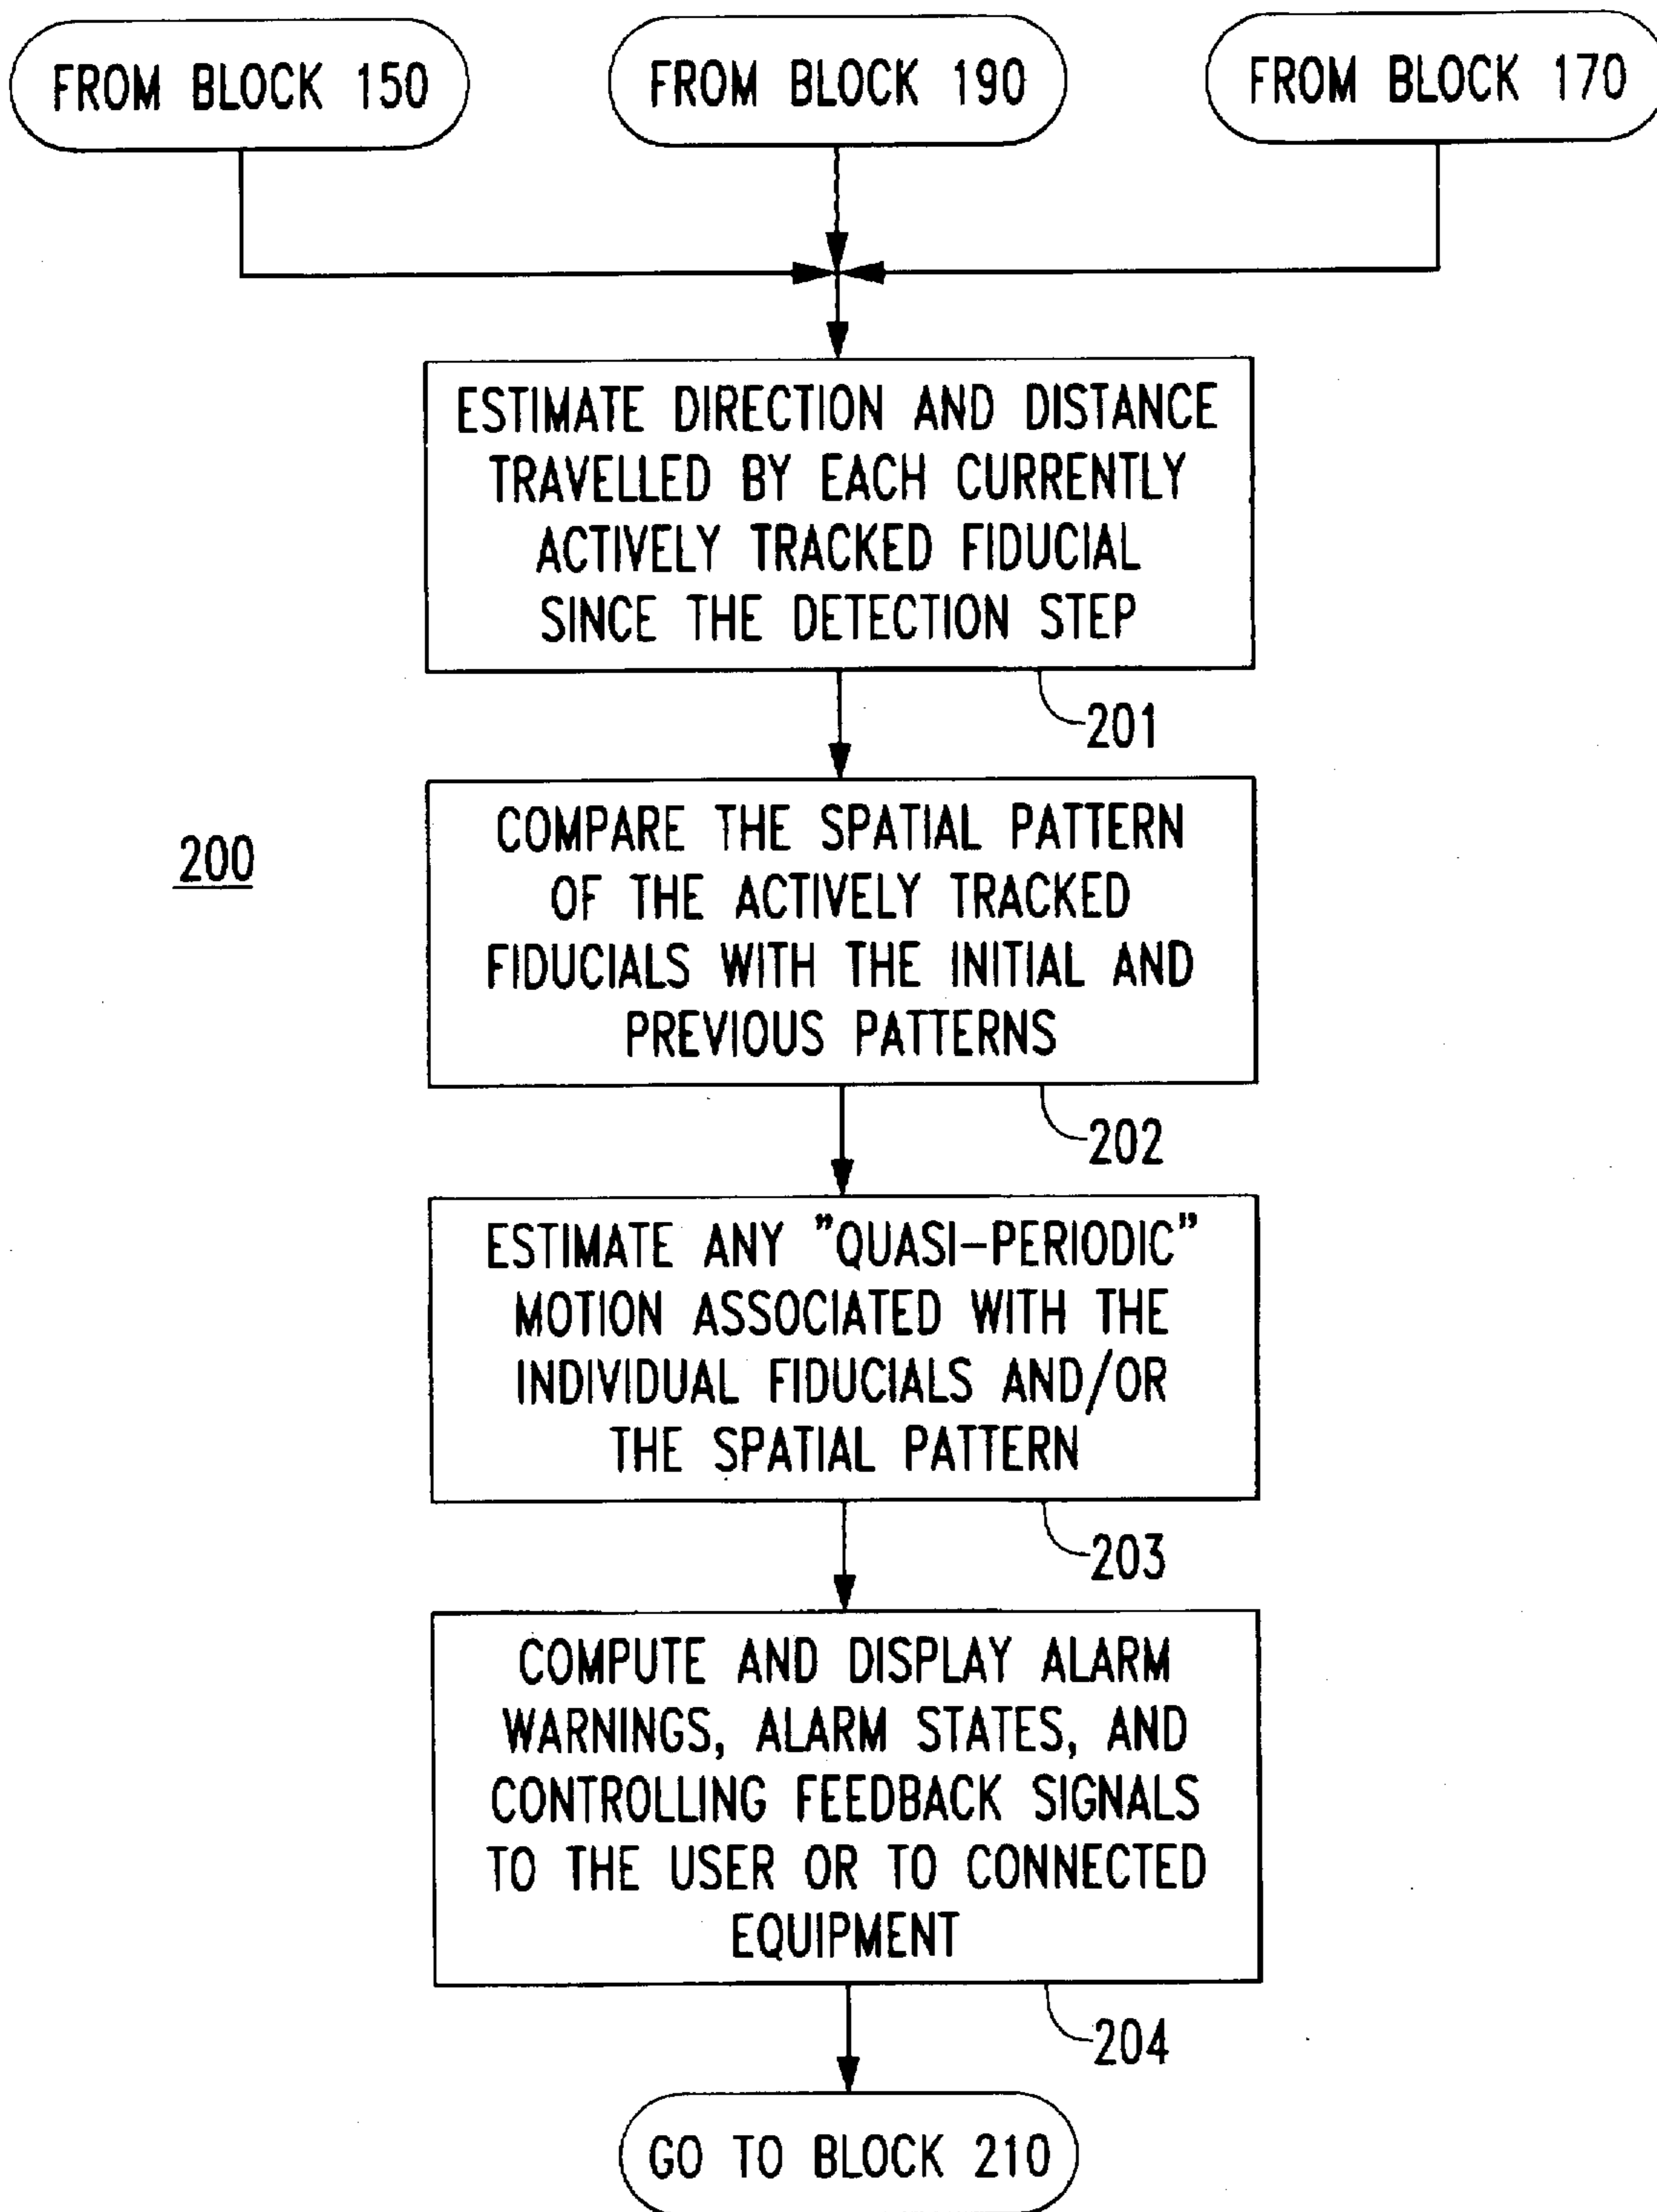 FROM BLOCK 150
FROM BLOCK 190
FROM BLOCK 170
ESTIMATE DIRECTION AND DISTANCE
TRAVELLED BY EACH CURRENTLY
ACTIVELY TRACKED FIDUCIAL
SINCE THE DETECTION STEP
201
200
COMPARE THE SPATIAL PATTERN
OF THE ACTIVELY TRACKED
FIDUCIALS WITH THE INITIAL AND
PREVIOUS PATTERNS
202
ESTIMATE ANY "QUASI-PERIODIC"
MOTION ASSOCIATED WITH THE
INDIVIDUAL FIDUCIALS AND/OR
THE SPATIAL PATTERN
203
COMPUTE AND DISPLAY ALARM
WARNINGS, ALARM STATES, AND
CONTROLLING FEEDBACK SIGNALS
TO THE USER OR TO CONNECTED
EQUIPMENT
204
GO TO BLOCK 210